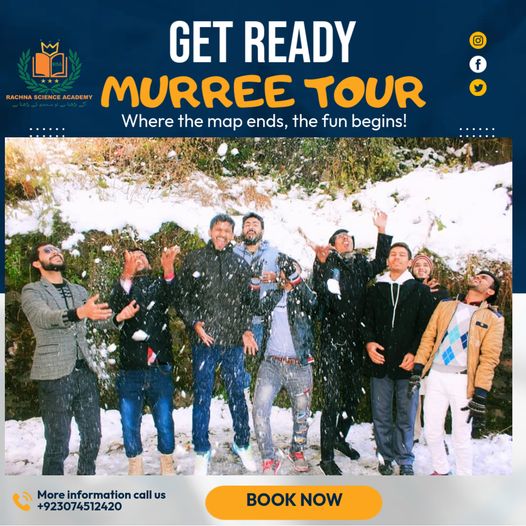 GET READY
RACHNA SCIENCE ACADEMY
MURREE TOUR
Where the map ends, the fun begins!
More information call us
+923074512420
BOOK NOW